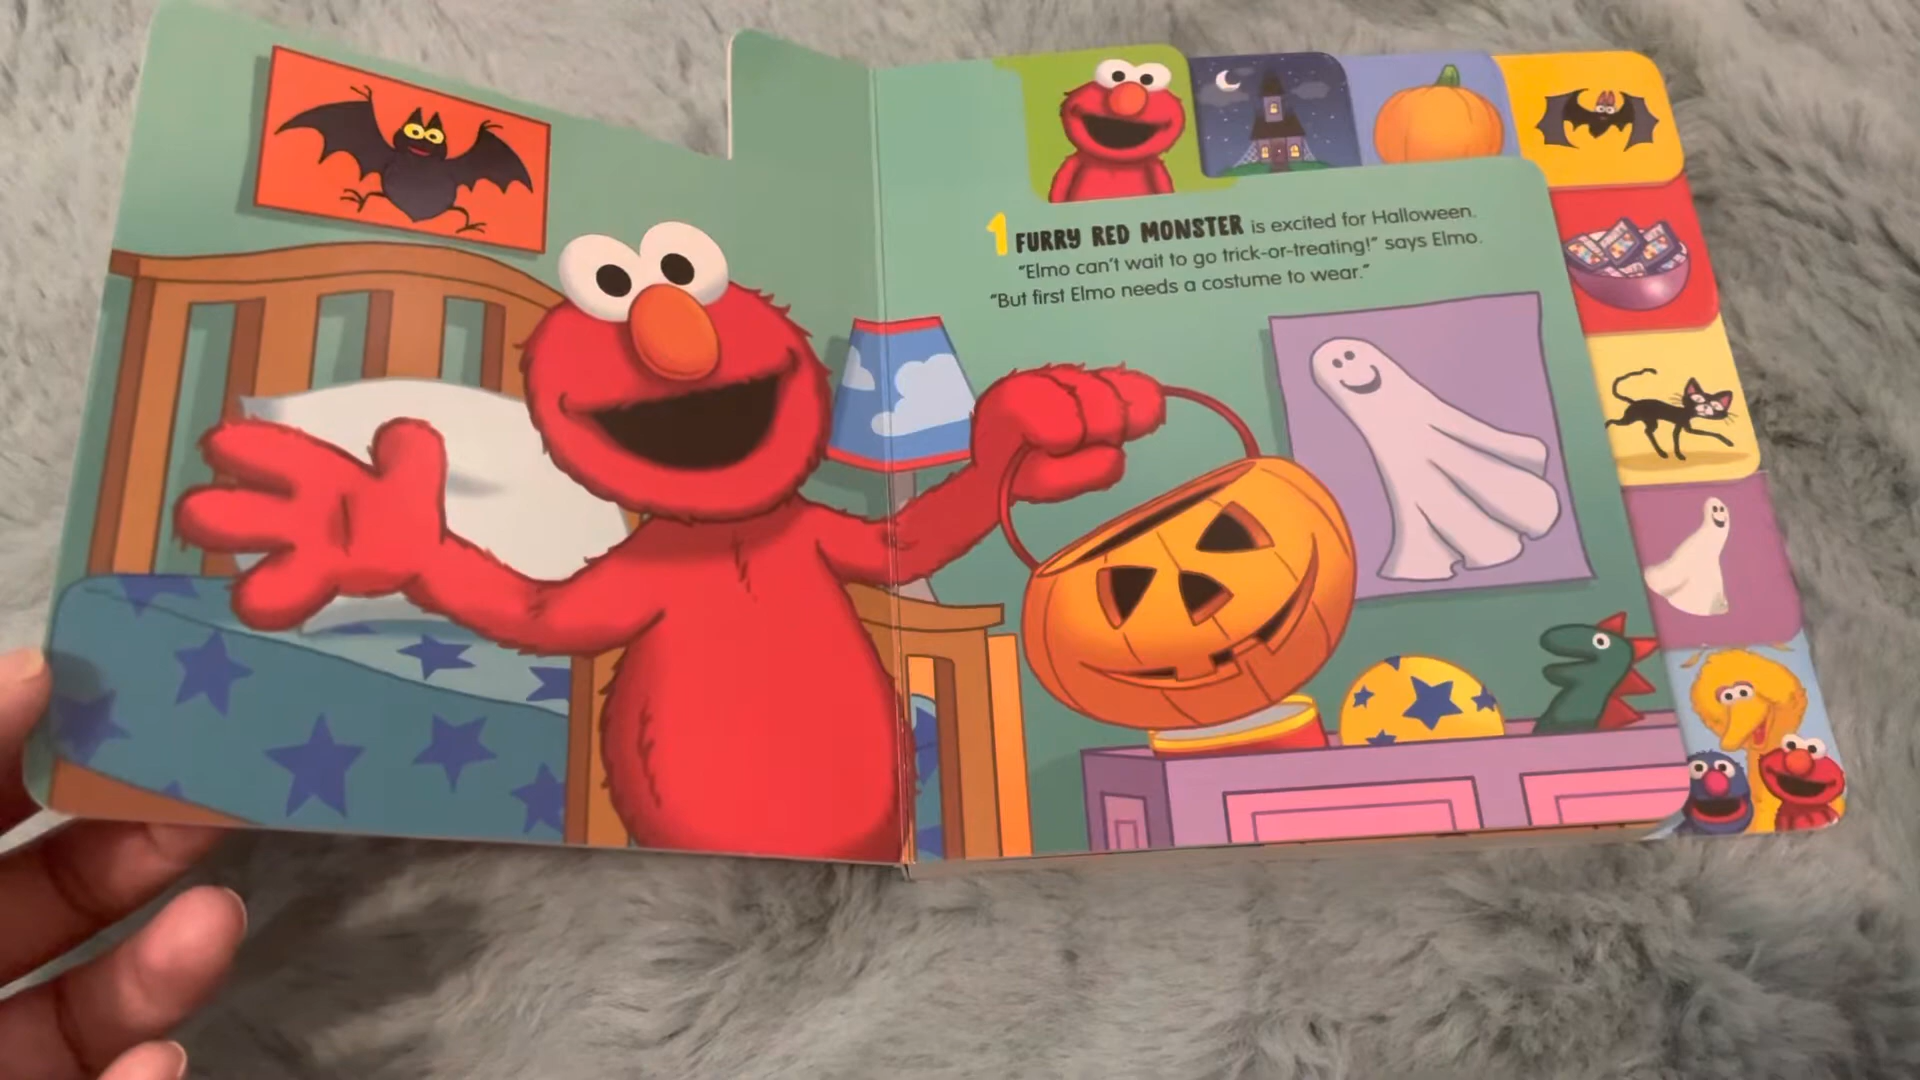 1 FURRY RED MONSTER is excited for Halloween.
"Elmo can't wait to go trick-or-treating!" says Elmo.
"But first Elmo needs a costume to wear."